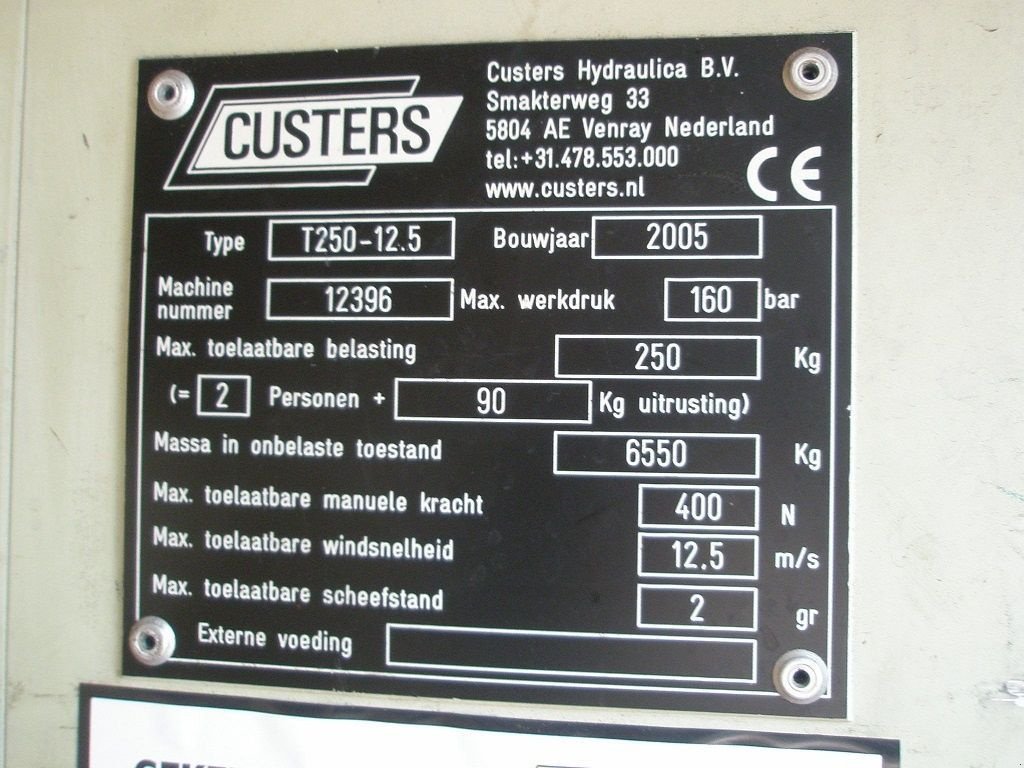 CUSTERS
Custers Hydraulica B.V.
Smakterweg 33
5804 AE Venray Nederland
tel:+31.478.553.000
www.custers.nl
CE
Type T250-12.5 Bouwjaar 2005
Machine nummer 12396 Max. werkdruk 160 bar
Max. toelaatbare belasting 250 Kg
(= 2 Personen + 90 Kg uitrusting)
Massa in onbelaste toestand 6550 Kg
Max. toelaatbare manuele kracht 400 N
Max. toelaatbare windsnelheid 12.5 m/s
Max. toelaatbare scheefstand 2 gr
Externe voeding